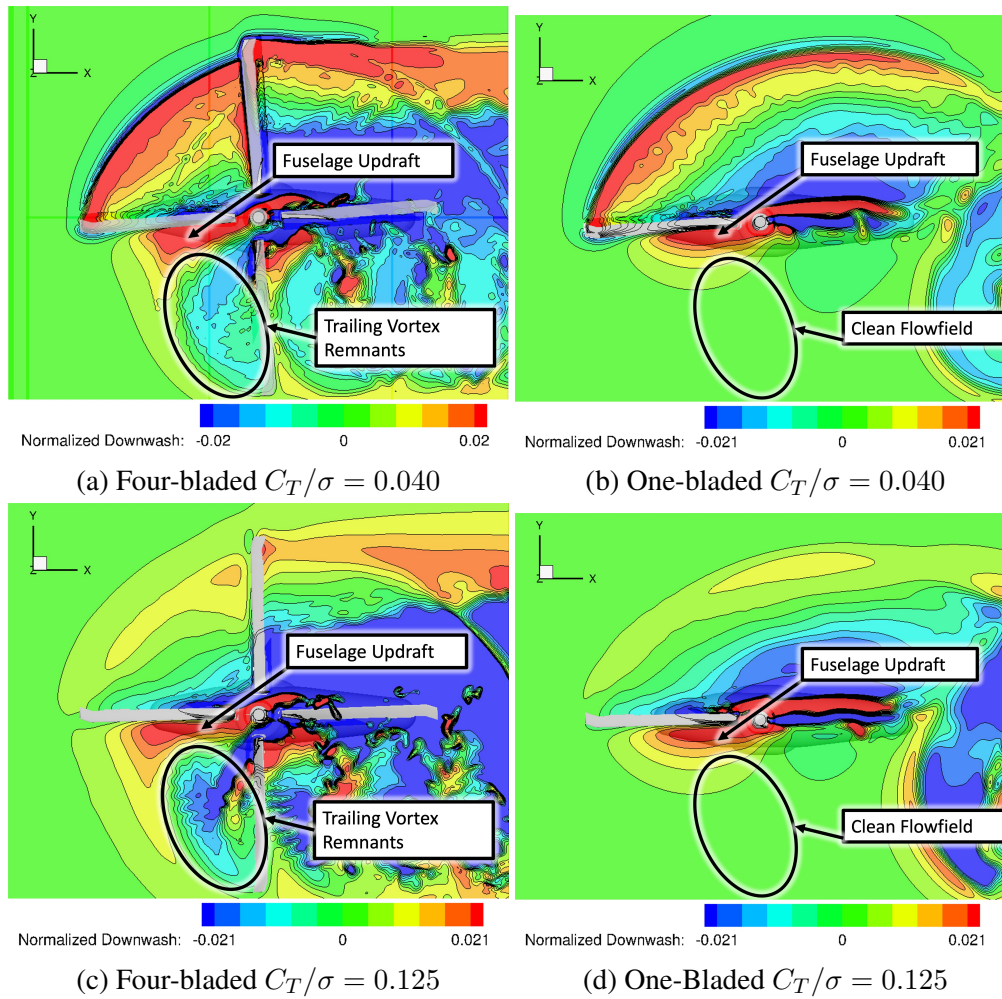 Y
Z X
Fuselage Updraft
Trailing Vortex
Remnants
Normalized Downwash: -0.02 0 0.02
(a) Four-bladed $C_T/\sigma = 0.040$
Y
Z X
Fuselage Updraft
Clean Flowfield
Normalized Downwash: -0.021 0 0.021
(b) One-bladed $C_T/\sigma = 0.040$
Y
Z X
Fuselage Updraft
Trailing Vortex
Remnants
Normalized Downwash: -0.021 0 0.021
(c) Four-bladed $C_T/\sigma = 0.125$
Y
Z X
Fuselage Updraft
Clean Flowfield
Normalized Downwash: -0.021 0 0.021
(d) One-Bladed $C_T/\sigma = 0.125$